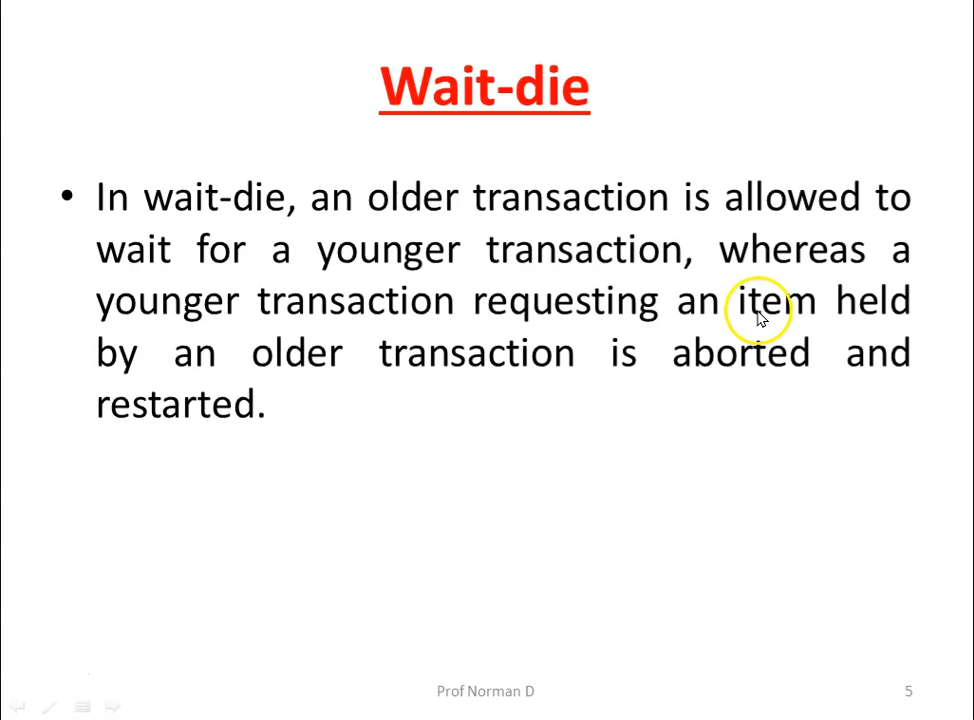 Wait-die
• In wait-die, an older transaction is allowed to
wait for a younger transaction, whereas a
younger transaction requesting an item held
by an older transaction is aborted and
restarted.
Prof Norman D
5